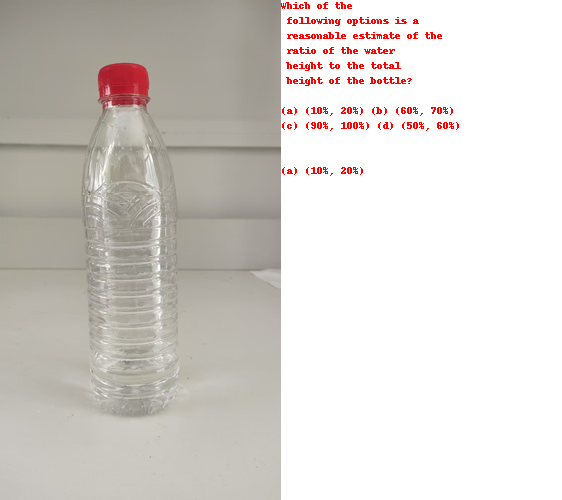 Which of the
following options is a
reasonable estimate of the
ratio of the water
height to the total
height of the bottle?
(a) (10%, 20%) (b) (60%, 70%)
(c) (90%, 100%) (d) (50%, 60%)
(a) (10%, 20%)